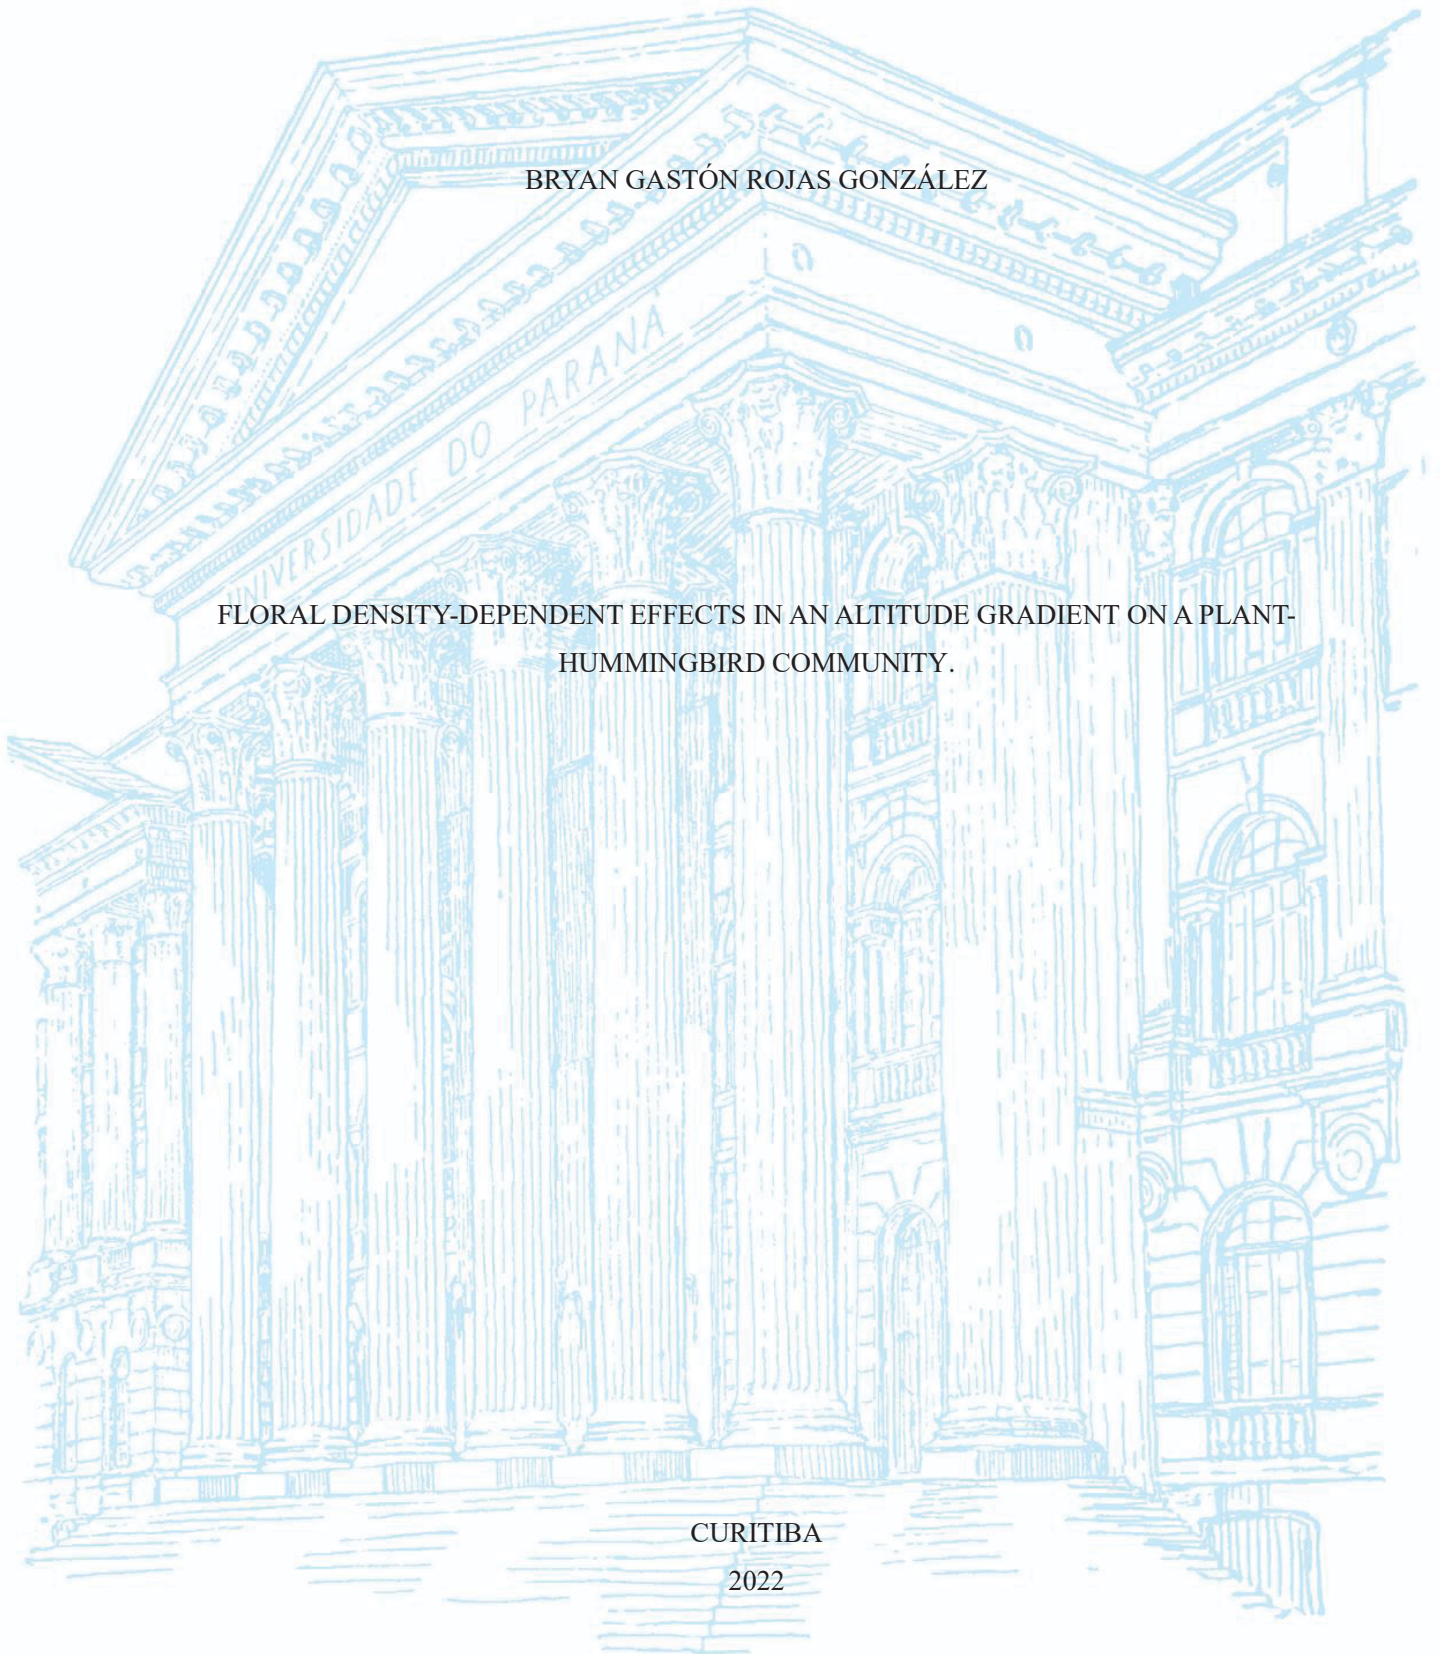 BRYAN GASTÓN ROJAS GONZÁLEZ
UNIVERSIDADE DO PARANÁ
FLORAL DENSITY-DEPENDENT EFFECTS IN AN ALTITUDE GRADIENT ON A PLANT-
HUMMINGBIRD COMMUNITY.
CURITIBA
2022